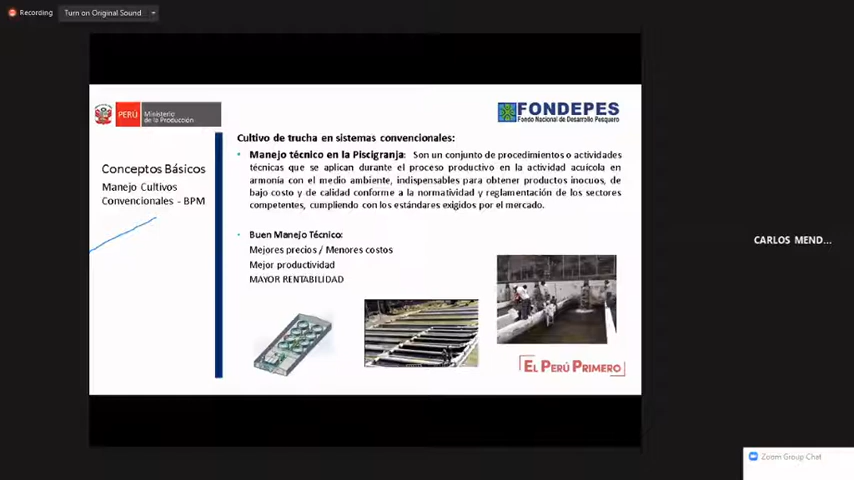 Recording
Turn on Original Sound
PERÚ
Ministerio
de la Producción
FONDEPES
Fondo Nacional de Desarrollo Pesquero
Conceptos Básicos
Manejo Cultivos
Convencionales - BPM
Cultivo de trucha en sistemas convencionales:
• Manejo técnico en la Piscigranja: Son un conjunto de procedimientos o actividades
técnicas que se aplican durante el proceso productivo en la actividad acuícola en
armonía con el medio ambiente, indispensables para obtener productos inocuos, de
bajo costo y de calidad conforme a la normatividad y reglamentación de los sectores
competentes, cumpliendo con los estándares exigidos por el mercado.
• Buen Manejo Técnico:
Mejores precios / Menores costos
Mejor productividad
MAYOR RENTABILIDAD
EL PERÚ PRIMERO
CARLOS MEND...
Zoom Group Chat